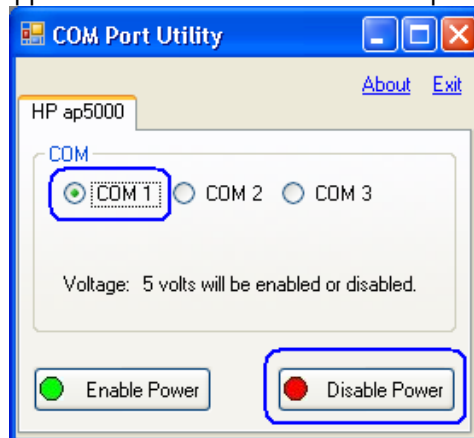 COM Port Utility
About Exit
HP ap5000
COM
COM 1 COM 2 COM 3
Voltage: 5 volts will be enabled or disabled.
Enable Power Disable Power